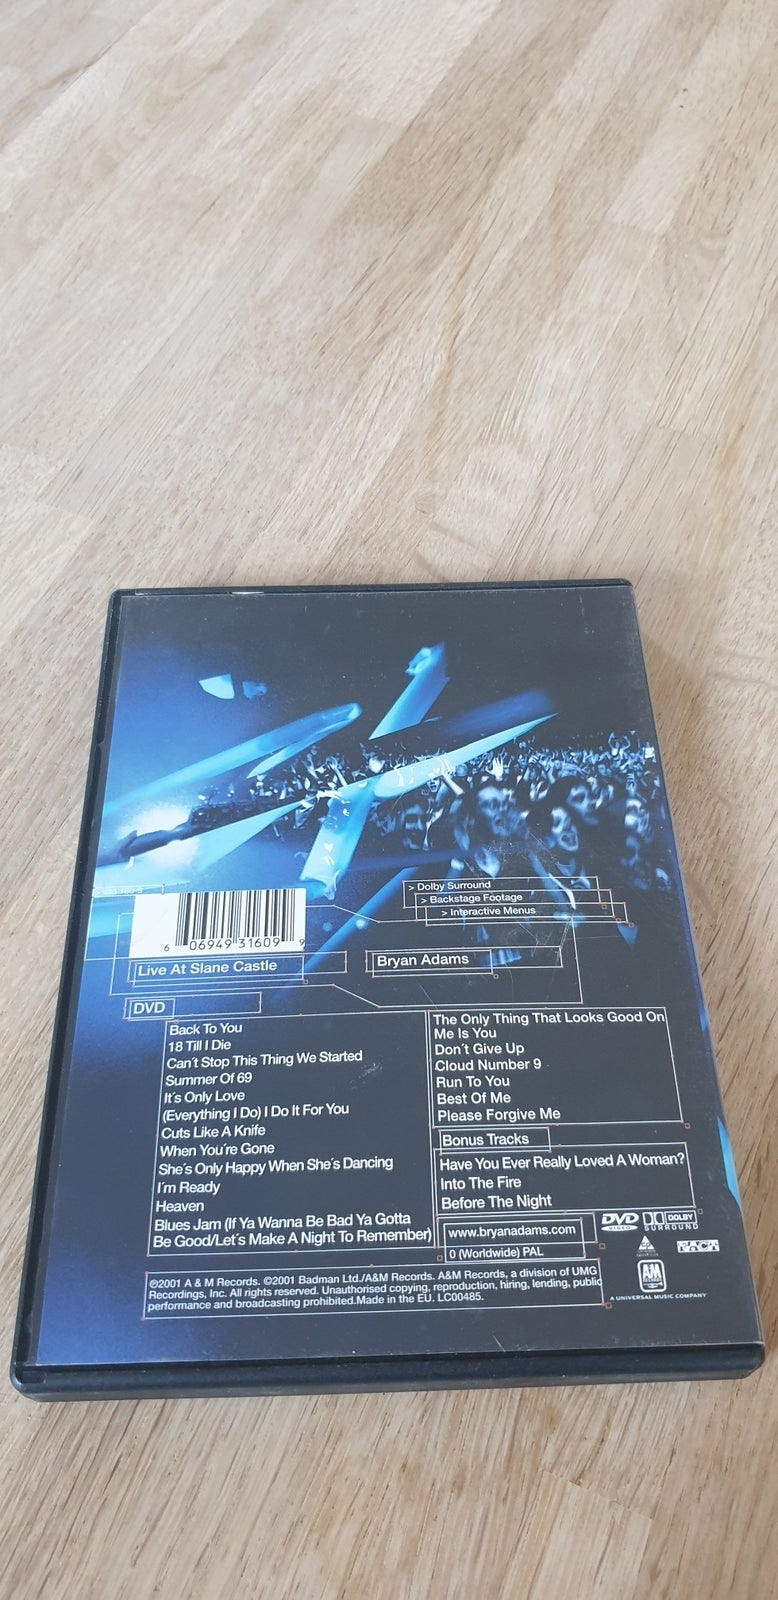 > Dolby Surround
> Backstage Footage
> Interactive Menus
6 06949 31609 9
Live At Slane Castle
Bryan Adams
DVD
Back To You
18 Till I Die
Can´t Stop This Thing We Started
Summer Of 69
It´s Only Love
(Everything I Do) I Do It For You
Cuts Like A Knife
When You´re Gone
She´s Only Happy When She´s Dancing
I´m Ready
Heaven
Blues Jam (If Ya Wanna Be Bad Ya Gotta
Be Good/Let´s Make A Night To Remember)
The Only Thing That Looks Good On
Me Is You
Don´t Give Up
Cloud Number 9
Run To You
Best Of Me
Please Forgive Me
Bonus Tracks
Have You Ever Really Loved A Woman?
Into The Fire
Before The Night
www.bryanadams.com
0 (Worldwide) PAL
DVD
VIDEO
DOLBY
SURROUND
FACT
℗2001 A & M Records. ©2001 Badman Ltd./A&M Records. A&M Records, a division of UMG
Recordings, Inc. All rights reserved. Unauthorised copying, reproduction, hiring, lending, public
performance and broadcasting prohibited.Made in the EU. LC00485.
A&M
A UNIVERSAL MUSIC COMPANY